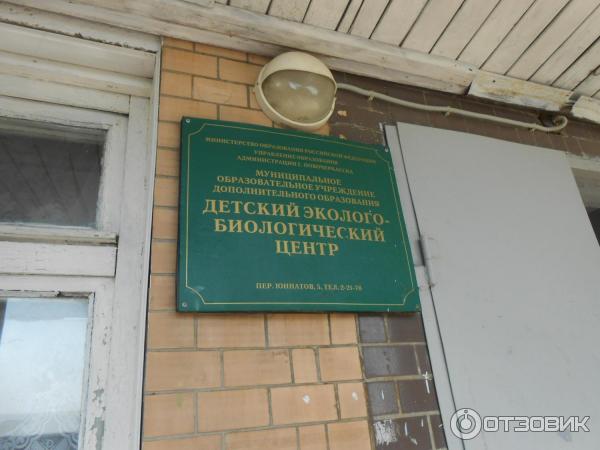 МИНИСТЕРСТВО ОБРАЗОВАНИЯ РОССИЙСКОЙ ФЕДЕРАЦИИ
УПРАВЛЕНИЕ ОБРАЗОВАНИЯ
АДМИНИСТРАЦИИ Г. НОВОЧЕРКАССКА
МУНИЦИПАЛЬНОЕ
ОБРАЗОВАТЕЛЬНОЕ УЧРЕЖДЕНИЕ
ДОПОЛНИТЕЛЬНОГО ОБРАЗОВАНИЯ
ДЕТСКИЙ ЭКОЛОГО-
БИОЛОГИЧЕСКИЙ
ЦЕНТР
ПЕР. ЮННАТОВ, 5, ТЕЛ. 2-21-76
ОТЗОВИК